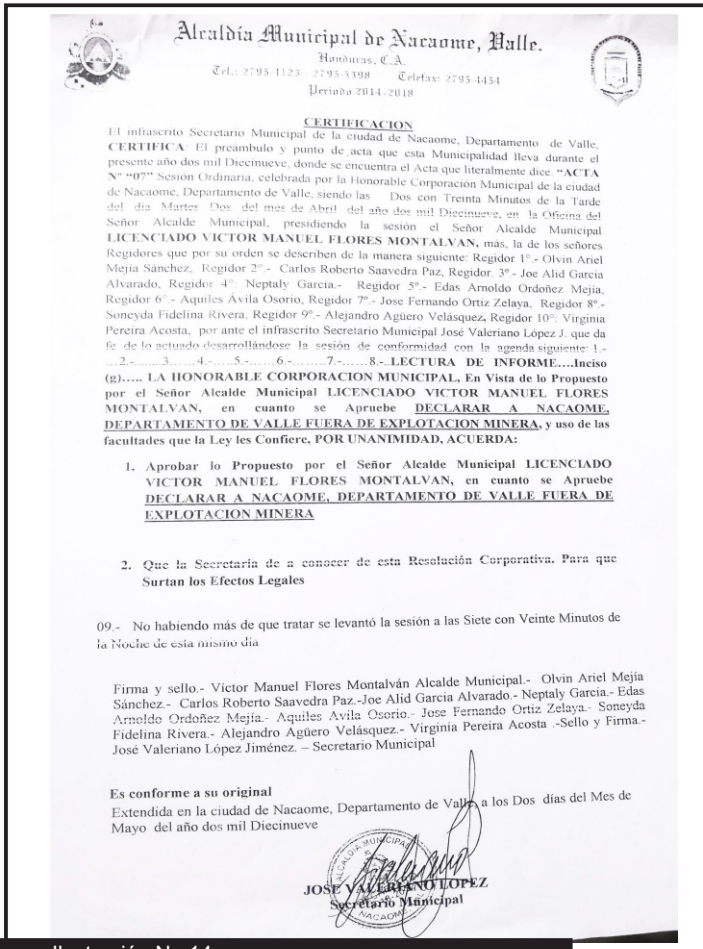 Alcaldía Municipal de Nacaome, Valle.
Honduras, C.A.
Tel.: 2795-4123 2795-5398 Telefax: 2795-4454
Periodo 2014-2018
CERTIFICACION
El infrascrito Secretario Municipal de la ciudad de Nacaome, Departamento de Valle,
CERTIFICA: El preámbulo y punto de acta que esta Municipalidad lleva durante el
presente año dos mil Diecinueve, donde se encuentra el Acta que literalmente dice. “ACTA
N° “07” Sesión Ordinaria, celebrada por la Honorable Corporación Municipal de la ciudad
de Nacaome, Departamento de Valle, siendo las Dos con Treinta Minutos de la Tarde
del día Martes Dos del mes de Abril del año dos mil Diecinueve, en la Oficina del
Señor Alcalde Municipal, presidiendo la sesión el Señor Alcalde Municipal
LICENCIADO VICTOR MANUEL FLORES MONTALVAN, más, la de los señores
Regidores que por su orden se describen de la manera siguiente: Regidor 1°.- Olvin Ariel
Mejía Sánchez, Regidor 2°.- Carlos Roberto Saavedra Paz, Regidor. 3°.- Joe Alid Garcia
Alvarado, Regidor 4°: Neptaly Garcia.- Regidor 5°.- Edas Arnoldo Ordoñez Mejia,
Regidor 6°.- Aquiles Ávila Osorio, Regidor 7°.- Jose Fernando Ortiz Zelaya, Regidor 8°.-
Soneyda Fidelina Rivera, Regidor 9°.- Alejandro Agüero Velásquez, Regidor 10°: Virginia
Pereira Acosta, por ante el infrascrito Secretario Municipal José Valeriano López J. que da
fe de lo actuado desarrollándose la sesión de conformidad con la agenda siguiente: 1.-
…2.-……..3….4.-….5.-…..6.-……..7.-……8.-..LECTURA DE INFORME….Inciso
(g)….. LA HONORABLE CORPORACION MUNICIPAL, En Vista de lo Propuesto
por el Señor Alcalde Municipal LICENCIADO VICTOR MANUEL FLORES
MONTALVAN, en cuanto se Apruebe DECLARAR A NACAOME,
DEPARTAMENTO DE VALLE FUERA DE EXPLOTACION MINERA, y uso de las
facultades que la Ley les Confiere, POR UNANIMIDAD, ACUERDA:
1. Aprobar lo Propuesto por el Señor Alcalde Municipal LICENCIADO
VICTOR MANUEL FLORES MONTALVAN, en cuanto se Apruebe
DECLARAR A NACAOME, DEPARTAMENTO DE VALLE FUERA DE
EXPLOTACION MINERA
2. Que la Secretaria de a conocer de esta Resolución Corporativa. Para que
Surtan los Efectos Legales
09.- No habiendo más de que tratar se levantó la sesión a las Siete con Veinte Minutos de
la Noche de esta mismo día
Firma y sello.- Víctor Manuel Flores Montalván Alcalde Municipal.- Olvin Ariel Mejía
Sánchez.- Carlos Roberto Saavedra Paz.-Joe Alid Garcia Alvarado.- Neptaly Garcia.- Edas
Arnoldo Ordoñez Mejia.- Aquiles Avila Osorio.- Jose Fernando Ortiz Zelaya.- Soneyda
Fidelina Rivera.- Alejandro Agüero Velásquez.- Virginia Pereira Acosta .-Sello y Firma.-
José Valeriano López Jiménez. – Secretario Municipal
Es conforme a su original
Extendida en la ciudad de Nacaome, Departamento de Valle a los Dos días del Mes de
Mayo del año dos mil Diecinueve
ALCALDIA MUNICIPAL
JOSE VALERIANO LOPEZ
Secretario Municipal
NACAOME